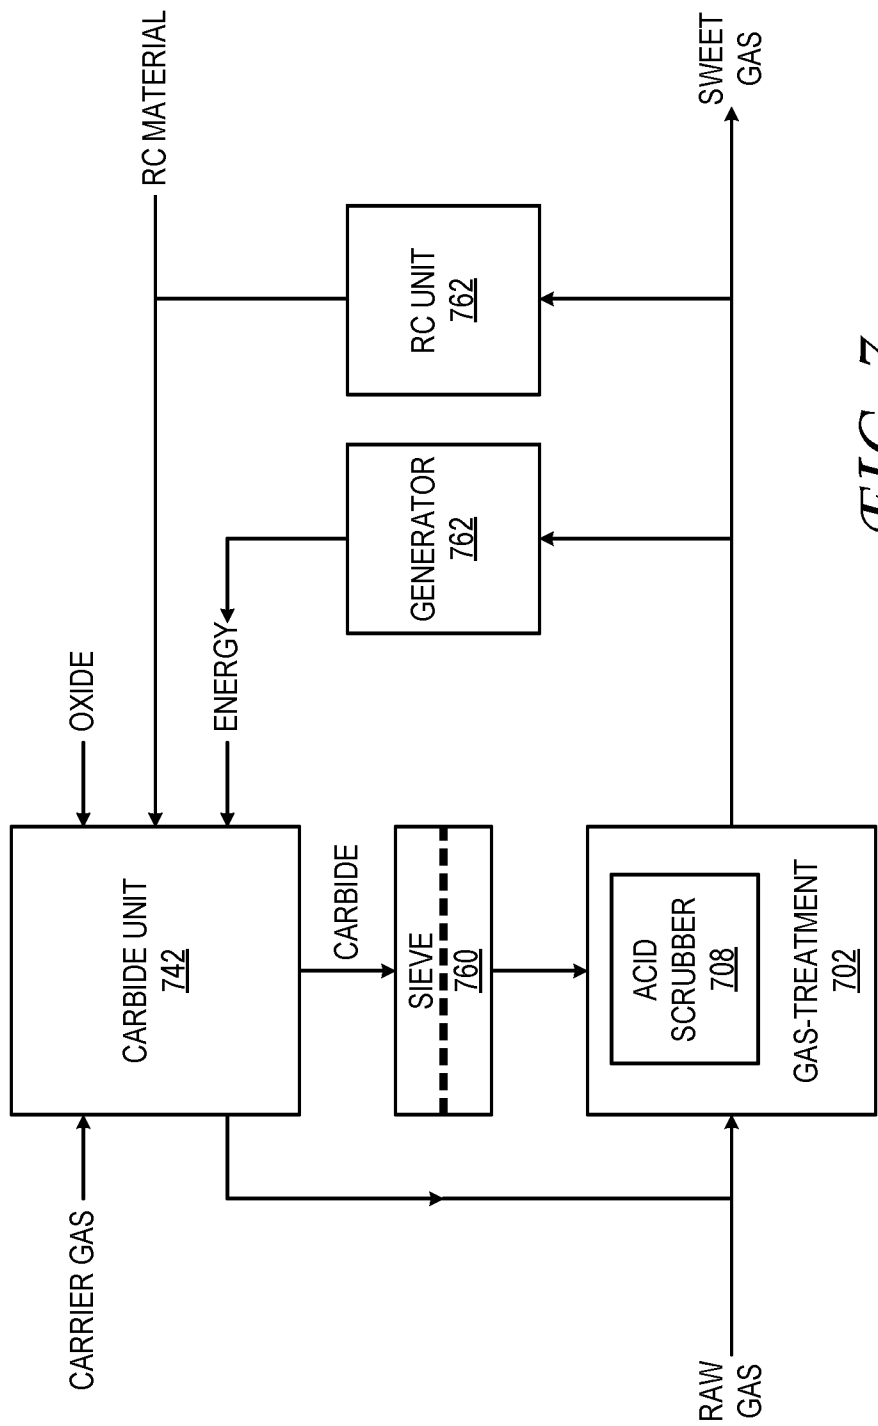 CARRIER GAS
OXIDE
RC MATERIAL
CARBIDE UNIT
742
ENERGY
CARBIDE
SIEVE
760
GENERATOR
762
RC UNIT
762
ACID
SCRUBBER
708
GAS-TREATMENT
702
RAW
GAS
SWEET
GAS
FIG. 7